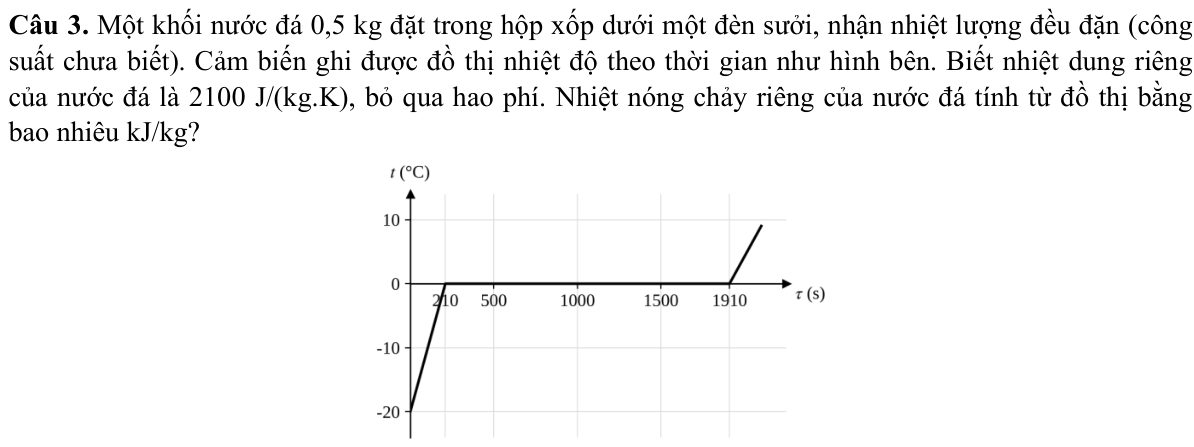 Câu 3. Một khối nước đá 0,5 kg đặt trong hộp xốp dưới một đèn sưởi, nhận nhiệt lượng đều đặn (công
suất chưa biết). Cảm biến ghi được đồ thị nhiệt độ theo thời gian như hình bên. Biết nhiệt dung riêng
của nước đá là 2100 J/(kg.K), bỏ qua hao phí. Nhiệt nóng chảy riêng của nước đá tính từ đồ thị bằng
bao nhiêu kJ/kg?
t (°C)
10
0
210 500 1000 1500 1910 τ (s)
-10
-20